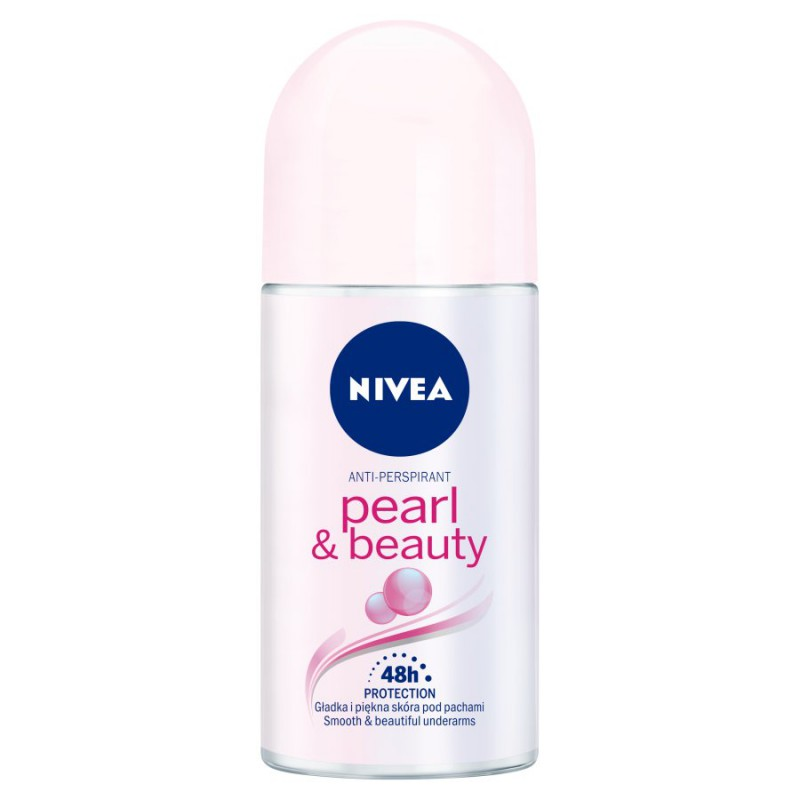 NIVEA
ANTI-PERSPIRANT
pearl
& beauty
48h
PROTECTION
Gładka i piękna skóra pod pachami
Smooth & beautiful underarms